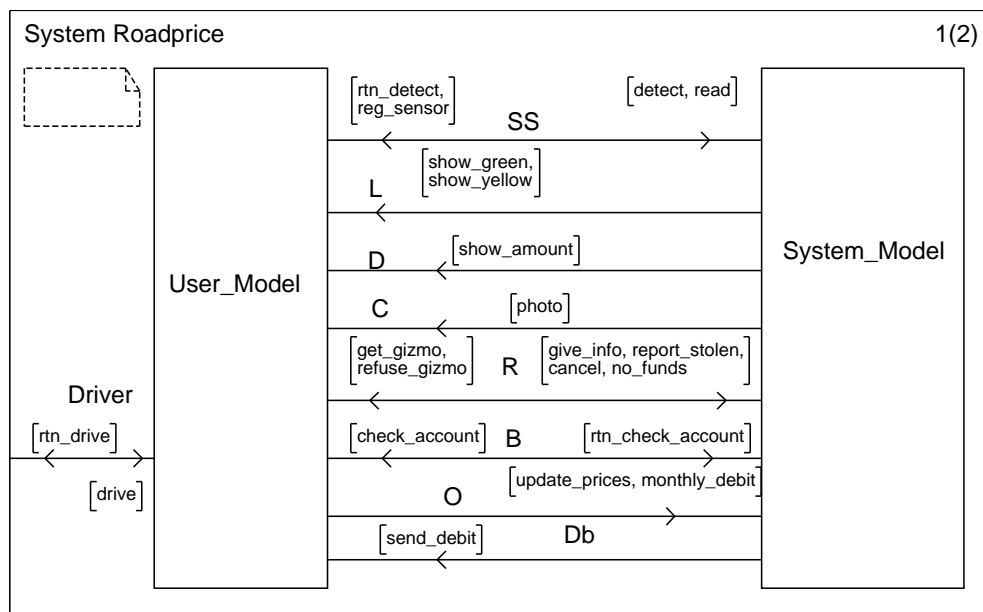 System Roadprice
1(2)
rtn_detect,
reg_sensor
SS
detect, read
show_green,
show_yellow
L
D
show_amount
User_Model
System_Model
C
photo
get_gizmo,
refuse_gizmo
R
give_info, report_stolen,
cancel, no_funds
Driver
rtn_drive
check_account
B
rtn_check_account
drive
O
update_prices, monthly_debit
send_debit
Db